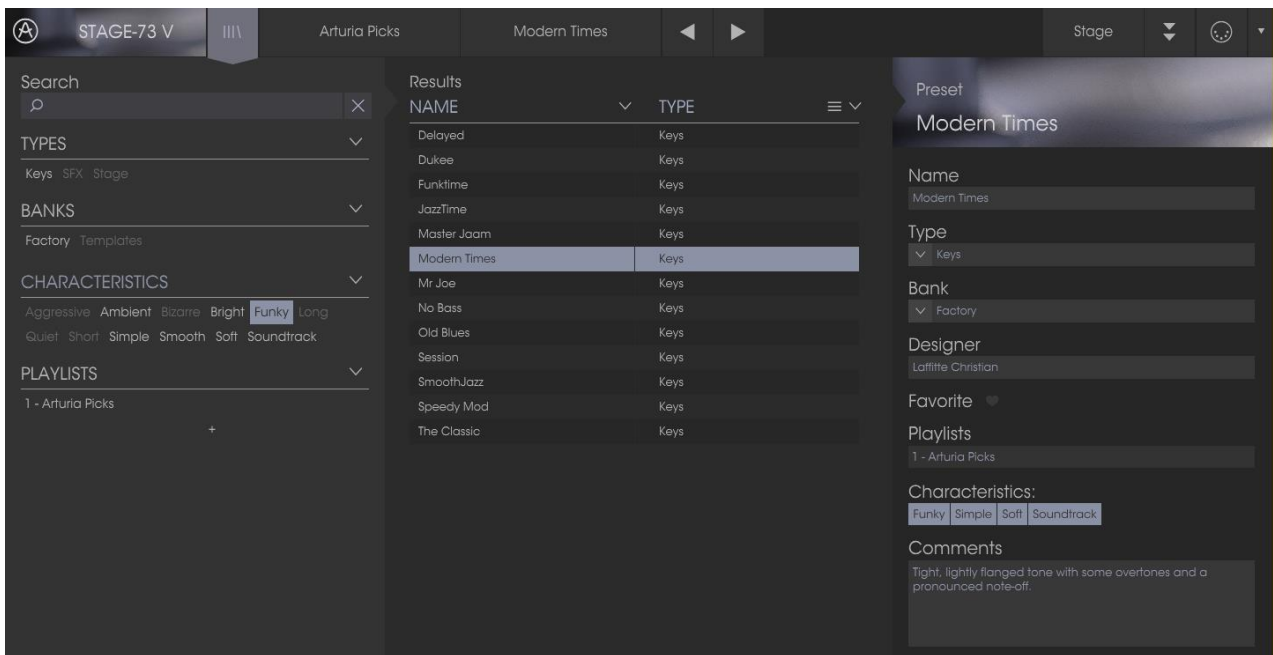 STAGE-73 V
Arturia Picks
Modern Times
Stage
Search
TYPES
Keys SFX Stage
BANKS
Factory Templates
CHARACTERISTICS
Aggressive Ambient Bizarre Bright Funky Long
Quiet Short Simple Smooth Soft Soundtrack
PLAYLISTS
1 - Arturia Picks
+
Results
NAME TYPE
Delayed Keys
Dukee Keys
Funktime Keys
JazzTime Keys
Master Jaam Keys
Modern Times Keys
Mr Joe Keys
No Bass Keys
Old Blues Keys
Session Keys
SmoothJazz Keys
Speedy Mod Keys
The Classic Keys
Preset
Modern Times
Name
Modern Times
Type
Keys
Bank
Factory
Designer
Laffitte Christian
Favorite
Playlists
1 - Arturia Picks
Characteristics:
Funky Simple Soft Soundtrack
Comments
Tight, lightly flanged tone with some overtones and a
pronounced note-off.